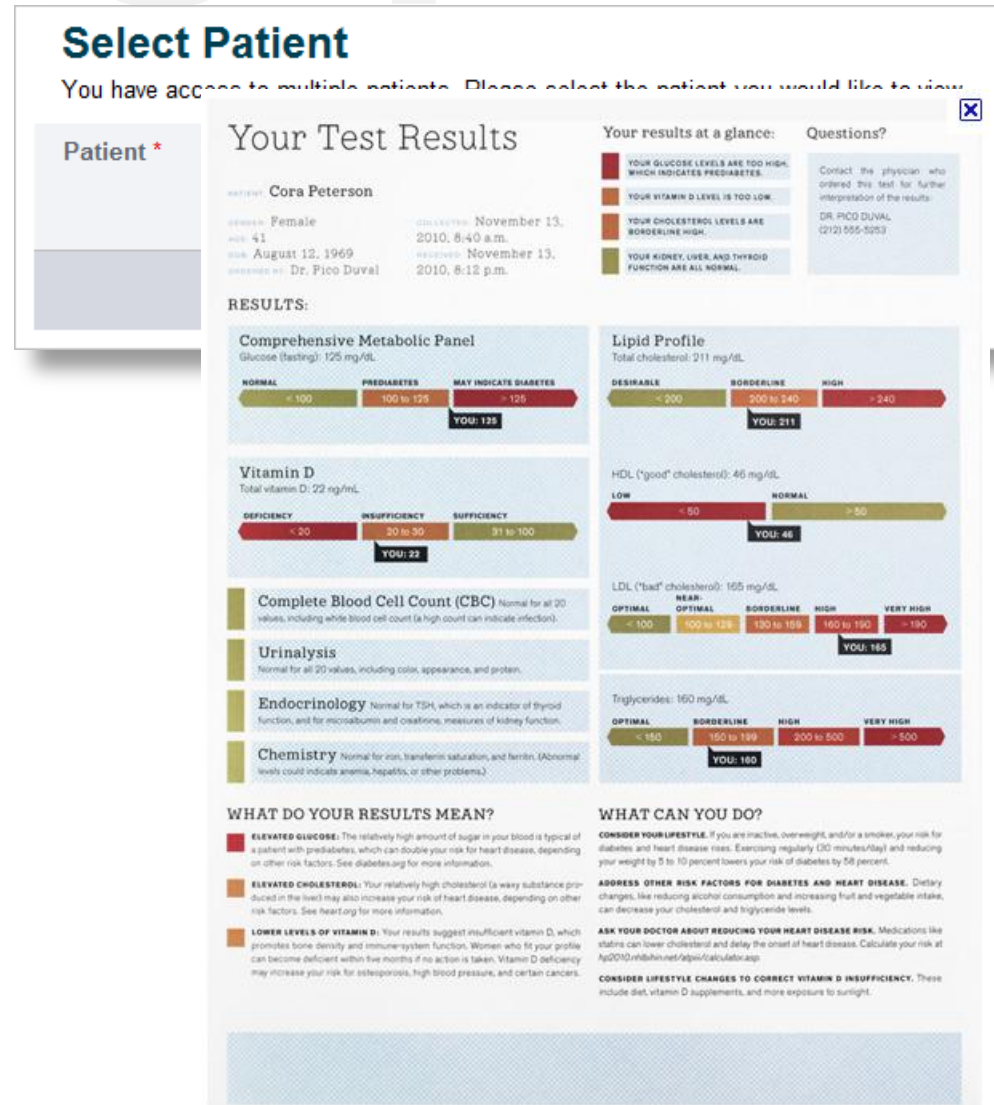 Select Patient
You have access to multiple patients. Please select the patient you would like to view
Patient *
Your Test Results
PATIENT: Cora Peterson
GENDER: Female
AGE: 41
DOB: August 12, 1969
ORDERED BY: Dr. Pico Duval
COLLECTED: November 13,
2010, 8:40 a.m.
RECEIVED: November 13,
2010, 8:12 p.m.
Your results at a glance:
YOUR GLUCOSE LEVELS ARE TOO HIGH,
WHICH INDICATES PREDIABETES.
YOUR VITAMIN D LEVEL IS TOO LOW.
YOUR CHOLESTEROL LEVELS ARE
BORDERLINE HIGH.
YOUR KIDNEY, LIVER, AND THYROID
FUNCTION ARE ALL NORMAL.
Questions?
Contact the physician who
ordered this test for further
interpretation of the results:
DR. PICO DUVAL
(212) 555-5253
RESULTS:
Comprehensive Metabolic Panel
Glucose (fasting): 125 mg/dL
NORMAL PREDIABETES MAY INDICATE DIABETES
< 100 100 to 125 > 125
YOU: 125
Vitamin D
Total vitamin D: 22 ng/mL
DEFICIENCY INSUFFICIENCY SUFFICIENCY
< 20 20 to 30 31 to 100
YOU: 22
Complete Blood Cell Count (CBC) Normal for all 20
values, including white blood cell count (a high count can indicate infection).
Urinalysis
Normal for all 20 values, including color, appearance, and protein.
Endocrinology Normal for TSH, which is an indicator of thyroid
function, and for microalbumin and creatinine, measures of kidney function.
Chemistry Normal for iron, transferrin saturation, and ferritin. (Abnormal
levels could indicate anemia, hepatitis, or other problems.)
Lipid Profile
Total cholesterol: 211 mg/dL
DESIRABLE BORDERLINE HIGH
< 200 200 to 240 > 240
YOU: 211
HDL ("good" cholesterol): 46 mg/dL
LOW NORMAL
< 50 > 50
YOU: 46
LDL ("bad" cholesterol): 165 mg/dL
NEAR-
OPTIMAL OPTIMAL BORDERLINE HIGH VERY HIGH
< 100 100 to 129 130 to 159 160 to 190 > 190
YOU: 165
Triglycerides: 160 mg/dL
OPTIMAL BORDERLINE HIGH VERY HIGH
< 150 150 to 199 200 to 500 > 500
YOU: 160
WHAT DO YOUR RESULTS MEAN?
ELEVATED GLUCOSE: The relatively high amount of sugar in your blood is typical of
a patient with prediabetes, which can double your risk for heart disease, depending
on other risk factors. See diabetes.org for more information.
ELEVATED CHOLESTEROL: Your relatively high cholesterol (a waxy substance pro-
duced in the liver) may also increase your risk of heart disease, depending on other
risk factors. See heart.org for more information.
LOWER LEVELS OF VITAMIN D: Your results suggest insufficient vitamin D, which
promotes bone density and immune-system function. Women who fit your profile
can become deficient within five months if no action is taken. Vitamin D deficiency
may increase your risk for osteoporosis, high blood pressure, and certain cancers.
WHAT CAN YOU DO?
CONSIDER YOUR LIFESTYLE. If you are inactive, overweight, and/or a smoker, your risk for
diabetes and heart disease rises. Exercising regularly (30 minutes/day) and reducing
your weight by 5 to 10 percent lowers your risk of diabetes by 58 percent.
ADDRESS OTHER RISK FACTORS FOR DIABETES AND HEART DISEASE. Dietary
changes, like reducing alcohol consumption and increasing fruit and vegetable intake,
can decrease your cholesterol and triglyceride levels.
ASK YOUR DOCTOR ABOUT REDUCING YOUR HEART DISEASE RISK. Medications like
statins can lower cholesterol and delay the onset of heart disease. Calculate your risk at
hp2010.nhlbihin.net/atpiii/calculator.asp.
CONSIDER LIFESTYLE CHANGES TO CORRECT VITAMIN D INSUFFICIENCY. These
include diet, vitamin D supplements, and more exposure to sunlight.